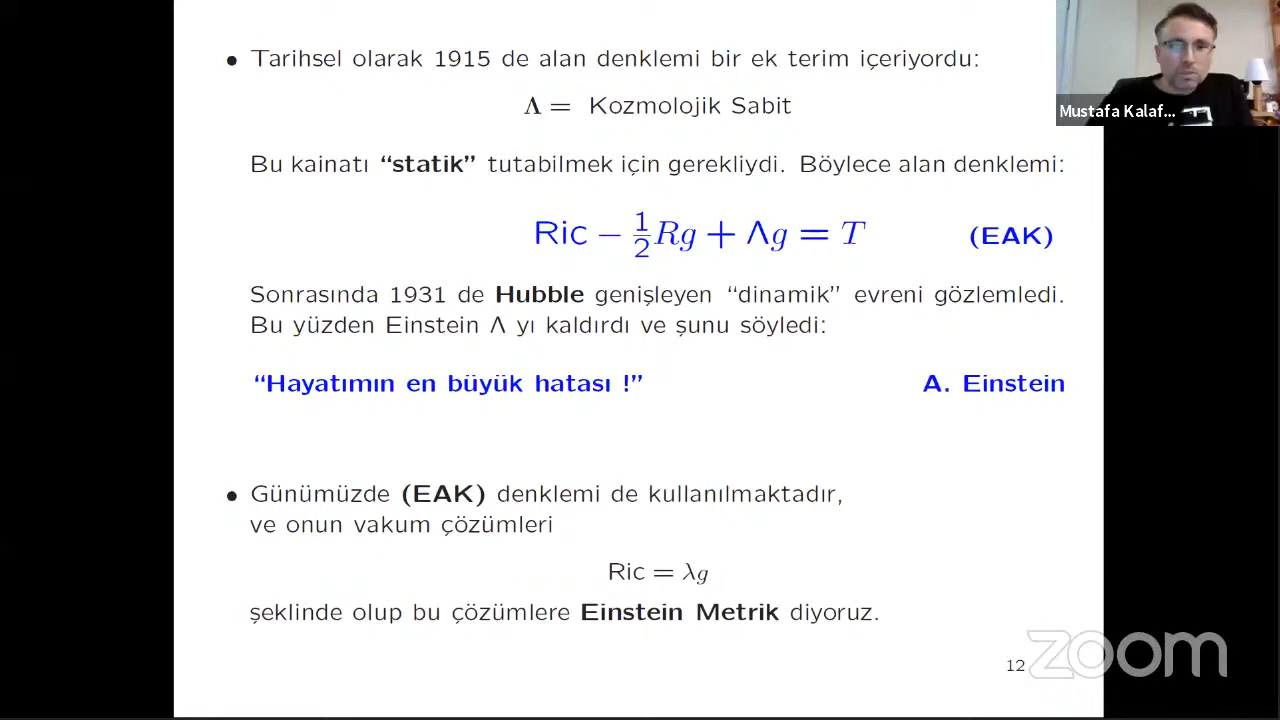 • Tarihsel olarak 1915 de alan denklemi bir ek terim içeriyordu:
Λ = Kozmolojik Sabit
Bu kainatı “statik” tutabilmek için gerekliydi. Böylece alan denklemi:
Ric − ½Rg + Λg = T (EAK)
Sonrasında 1931 de Hubble genişleyen “dinamik” evreni gözlemledi.
Bu yüzden Einstein Λ yı kaldırdı ve şunu söyledi:
“Hayatımın en büyük hatası !” A. Einstein
• Günümüzde (EAK) denklemi de kullanılmaktadır,
ve onun vakum çözümleri
Ric = λg
şeklinde olup bu çözümlere Einstein Metrik diyoruz.
12
Mustafa Kalaf...
zoom